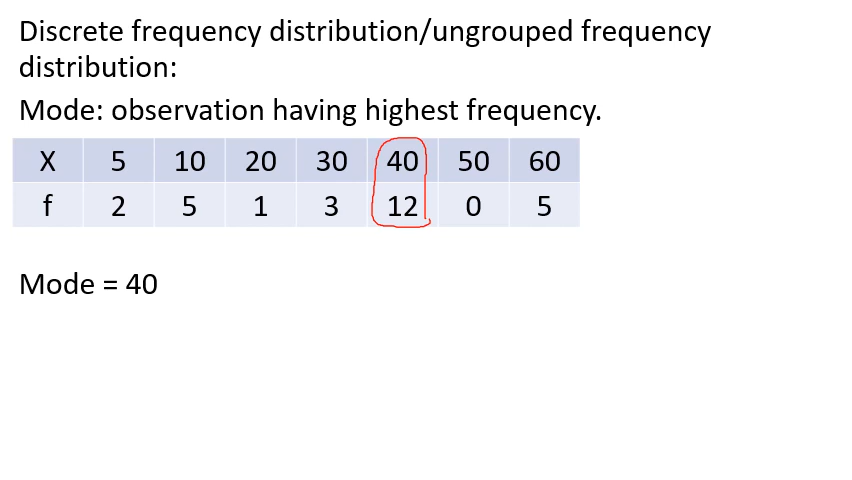 Discrete frequency distribution/ungrouped frequency
distribution:
Mode: observation having highest frequency.
X 5 10 20 30 40 50 60
f 2 5 1 3 12 0 5
Mode = 40